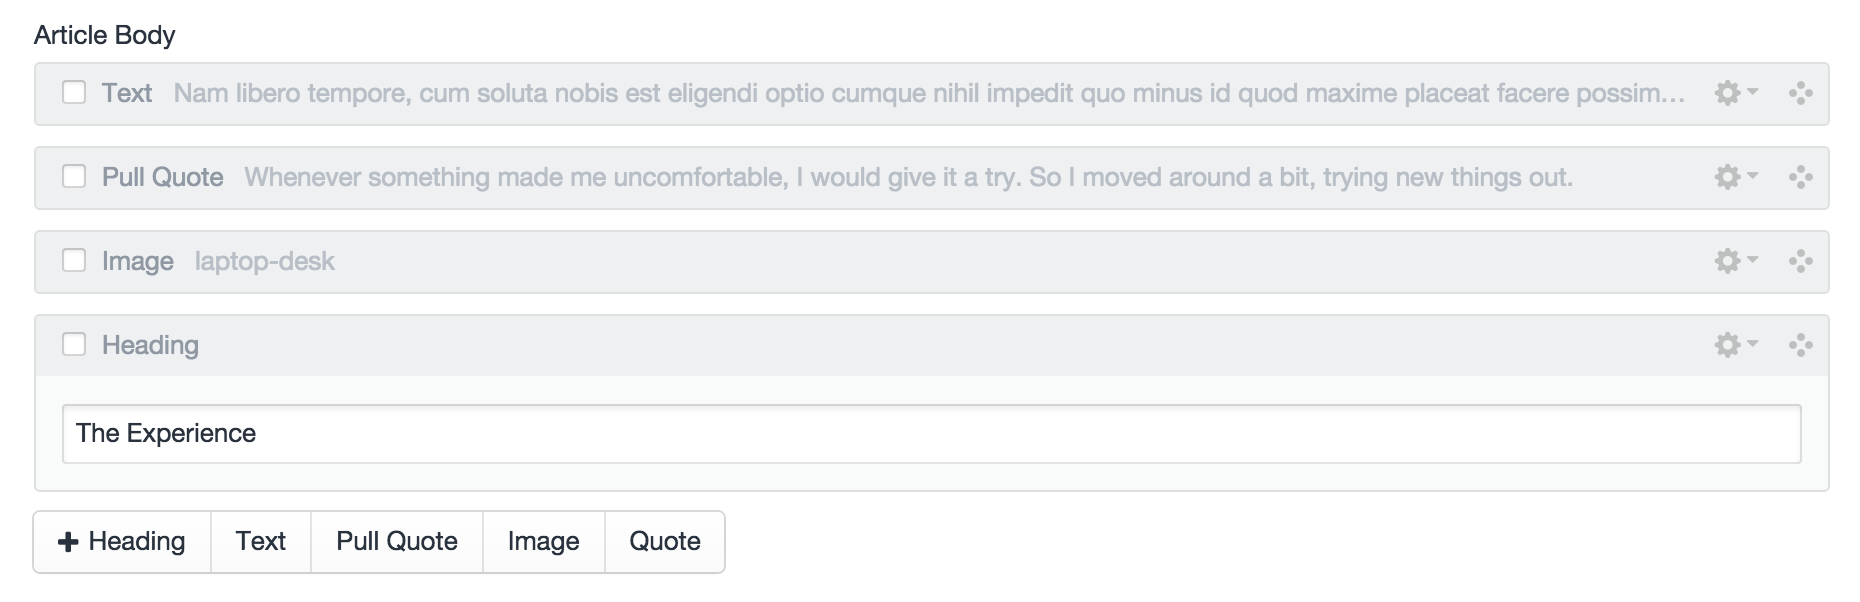 Article Body
Text Nam libero tempore, cum soluta nobis est eligendi optio cumque nihil impedit quo minus id quod maxime placeat facere possim…
Pull Quote Whenever something made me uncomfortable, I would give it a try. So I moved around a bit, trying new things out.
Image laptop-desk
Heading
The Experience
Heading Text Pull Quote Image Quote